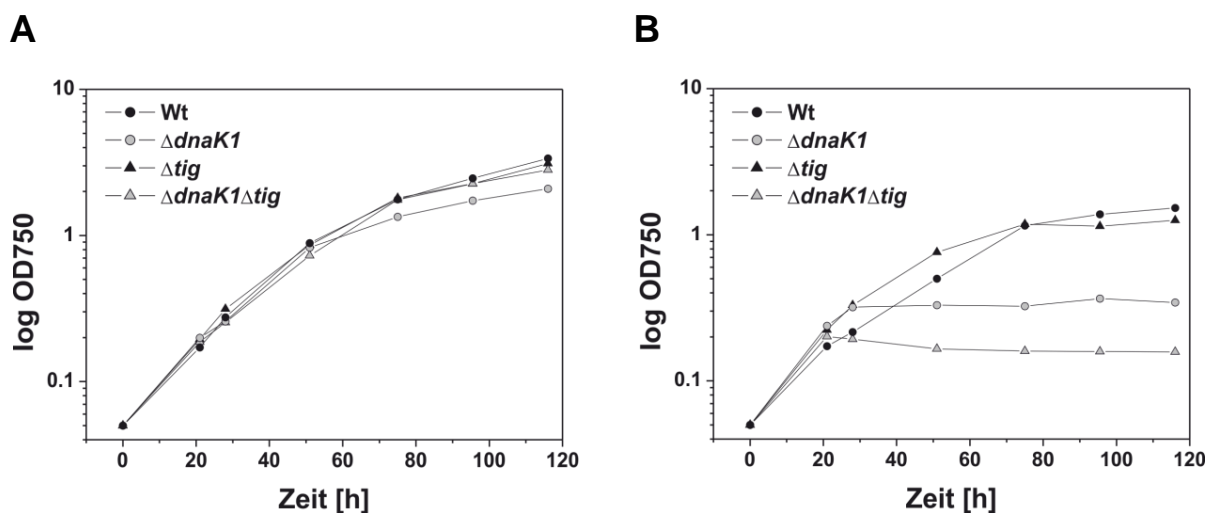 A
10
1
0.1
log OD750
Wt
ΔdnaK1
Δtig
ΔdnaK1Δtig
0 20 40 60 80 100 120
Zeit [h]
B
10
1
0.1
log OD750
Wt
ΔdnaK1
Δtig
ΔdnaK1Δtig
0 20 40 60 80 100 120
Zeit [h]